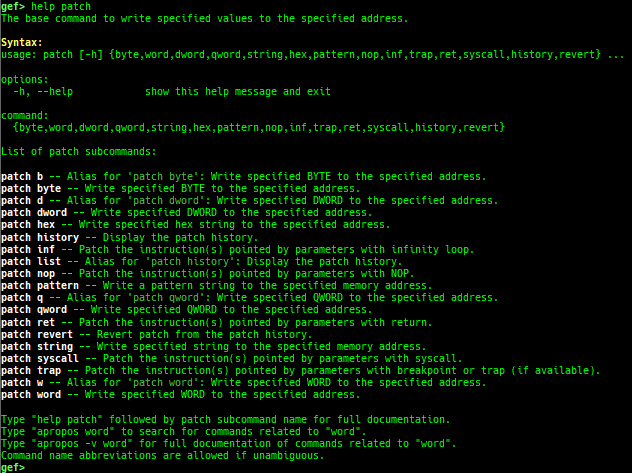 gef> help patch
The base command to write specified values to the specified address.
Syntax:
usage: patch [-h] {byte,word,dword,qword,string,hex,pattern,nop,inf,trap,ret,syscall,history,revert} ...
options:
  -h, --help            show this help message and exit
command:
  {byte,word,dword,qword,string,hex,pattern,nop,inf,trap,ret,syscall,history,revert}
List of patch subcommands:
patch b -- Alias for 'patch byte': Write specified BYTE to the specified address.
patch byte -- Write specified BYTE to the specified address.
patch d -- Alias for 'patch dword': Write specified DWORD to the specified address.
patch dword -- Write specified DWORD to the specified address.
patch hex -- Write specified hex string to the specified address.
patch history -- Display the patch history.
patch inf -- Patch the instruction(s) pointed by parameters with infinity loop.
patch list -- Alias for 'patch history': Display the patch history.
patch nop -- Patch the instruction(s) pointed by parameters with NOP.
patch pattern -- Write a pattern string to the specified memory address.
patch q -- Alias for 'patch qword': Write specified QWORD to the specified address.
patch qword -- Write specified QWORD to the specified address.
patch ret -- Patch the instruction(s) pointed by parameters with return.
patch revert -- Revert patch from the patch history.
patch string -- Write specified string to the specified memory address.
patch syscall -- Patch the instruction(s) pointed by parameters with syscall.
patch trap -- Patch the instruction(s) pointed by parameters with breakpoint or trap (if available).
patch w -- Alias for 'patch word': Write specified WORD to the specified address.
patch word -- Write specified WORD to the specified address.
Type "help patch" followed by patch subcommand name for full documentation.
Type "apropos word" to search for commands related to "word".
Type "apropos -v word" for full documentation of commands related to "word".
Command name abbreviations are allowed if unambiguous.
gef>